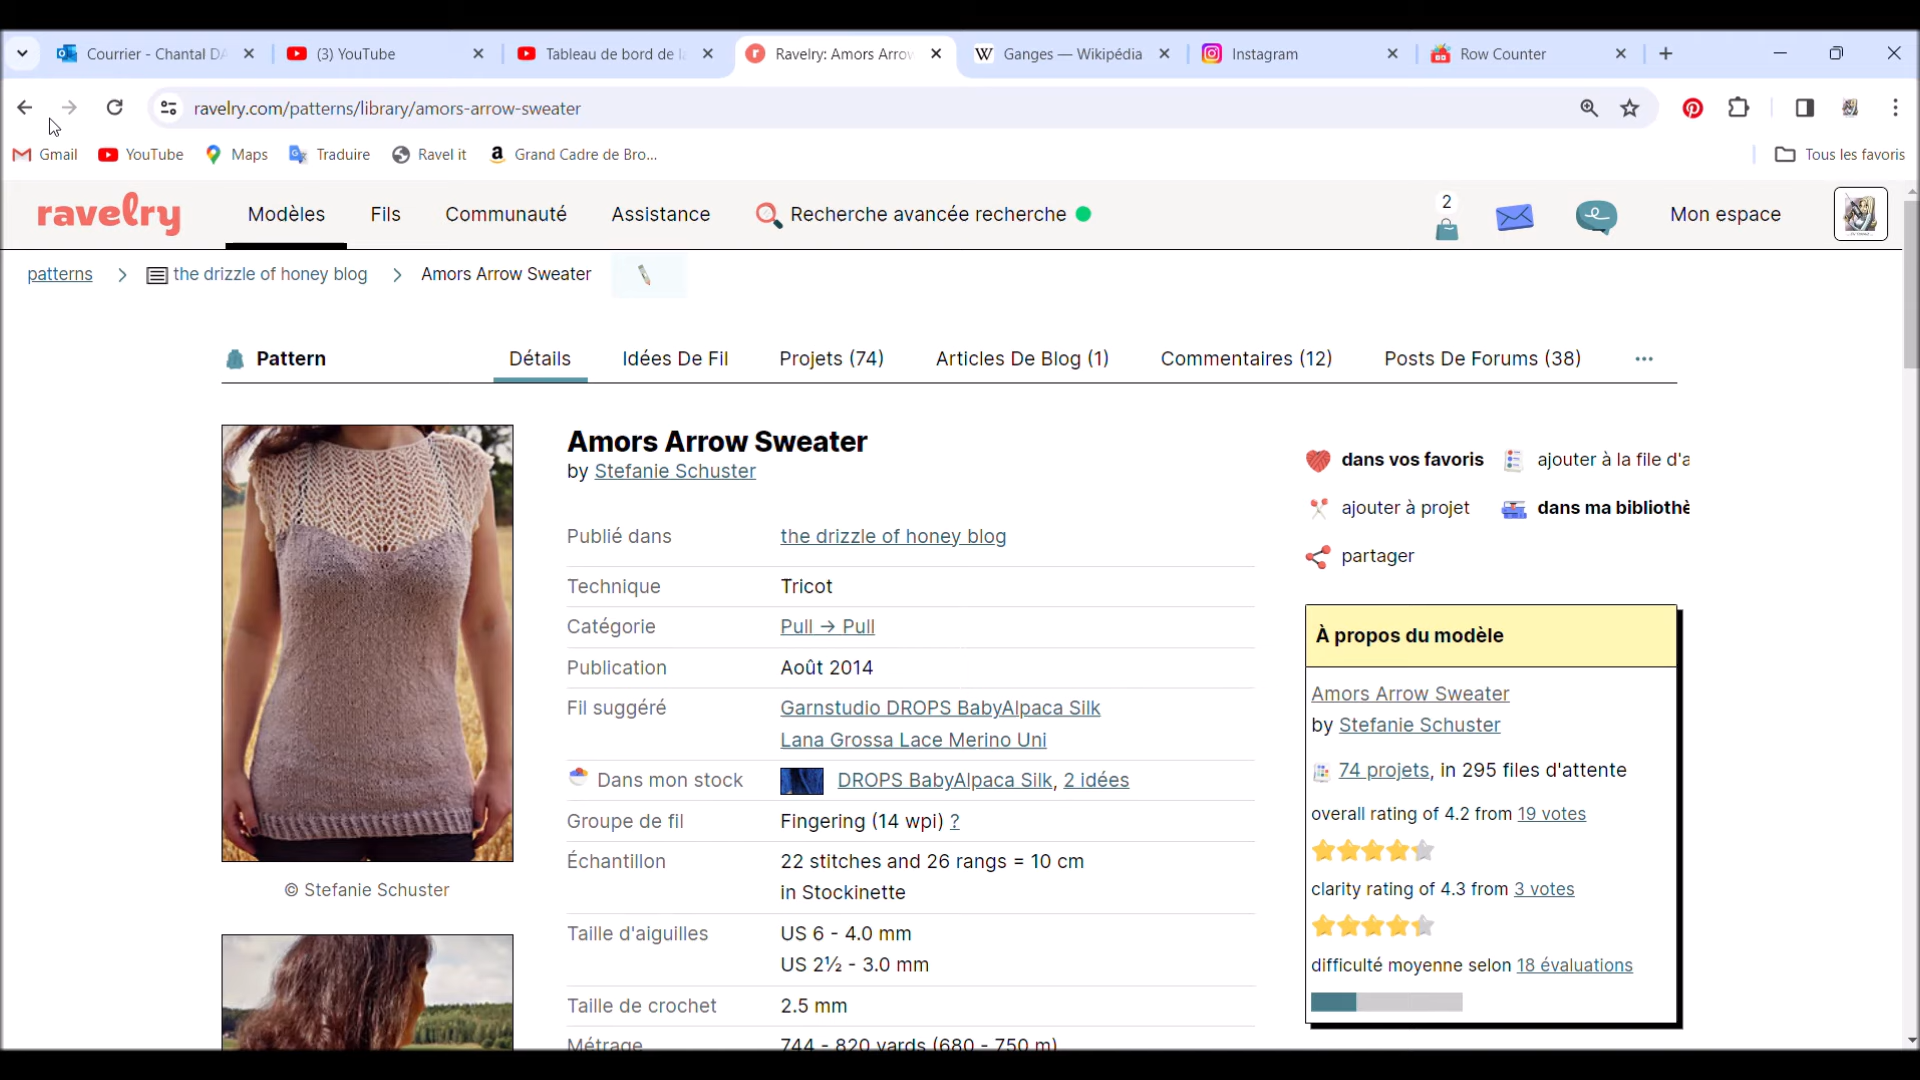 Courrier - Chantal DA
(3) YouTube
Tableau de bord de la
Ravelry: Amors Arrow
W Ganges — Wikipédia
Instagram
Row Counter
ravelry.com/patterns/library/amors-arrow-sweater
Gmail
YouTube
Maps
Traduire
Ravel it
a Grand Cadre de Bro...
Tous les favoris
ravelry
Modèles
Fils
Communauté
Assistance
Recherche avancée recherche
2
Mon espace
patterns > the drizzle of honey blog > Amors Arrow Sweater
Pattern
Détails
Idées De Fil
Projets (74)
Articles De Blog (1)
Commentaires (12)
Posts De Forums (38)
Amors Arrow Sweater
by Stefanie Schuster
Publié dans the drizzle of honey blog
Technique Tricot
Catégorie Pull → Pull
Publication Août 2014
Fil suggéré Garnstudio DROPS BabyAlpaca Silk
Lana Grossa Lace Merino Uni
Dans mon stock DROPS BabyAlpaca Silk, 2 idées
Groupe de fil Fingering (14 wpi) ?
Échantillon 22 stitches and 26 rangs = 10 cm
in Stockinette
Taille d'aiguilles US 6 - 4.0 mm
US 2½ - 3.0 mm
Taille de crochet 2.5 mm
Métrage 744 - 820 yards (680 - 750 m)
© Stefanie Schuster
dans vos favoris
ajouter à la file d'a
ajouter à projet
dans ma bibliothè
partager
À propos du modèle
Amors Arrow Sweater
by Stefanie Schuster
74 projets, in 295 files d'attente
overall rating of 4.2 from 19 votes
clarity rating of 4.3 from 3 votes
difficulté moyenne selon 18 évaluations